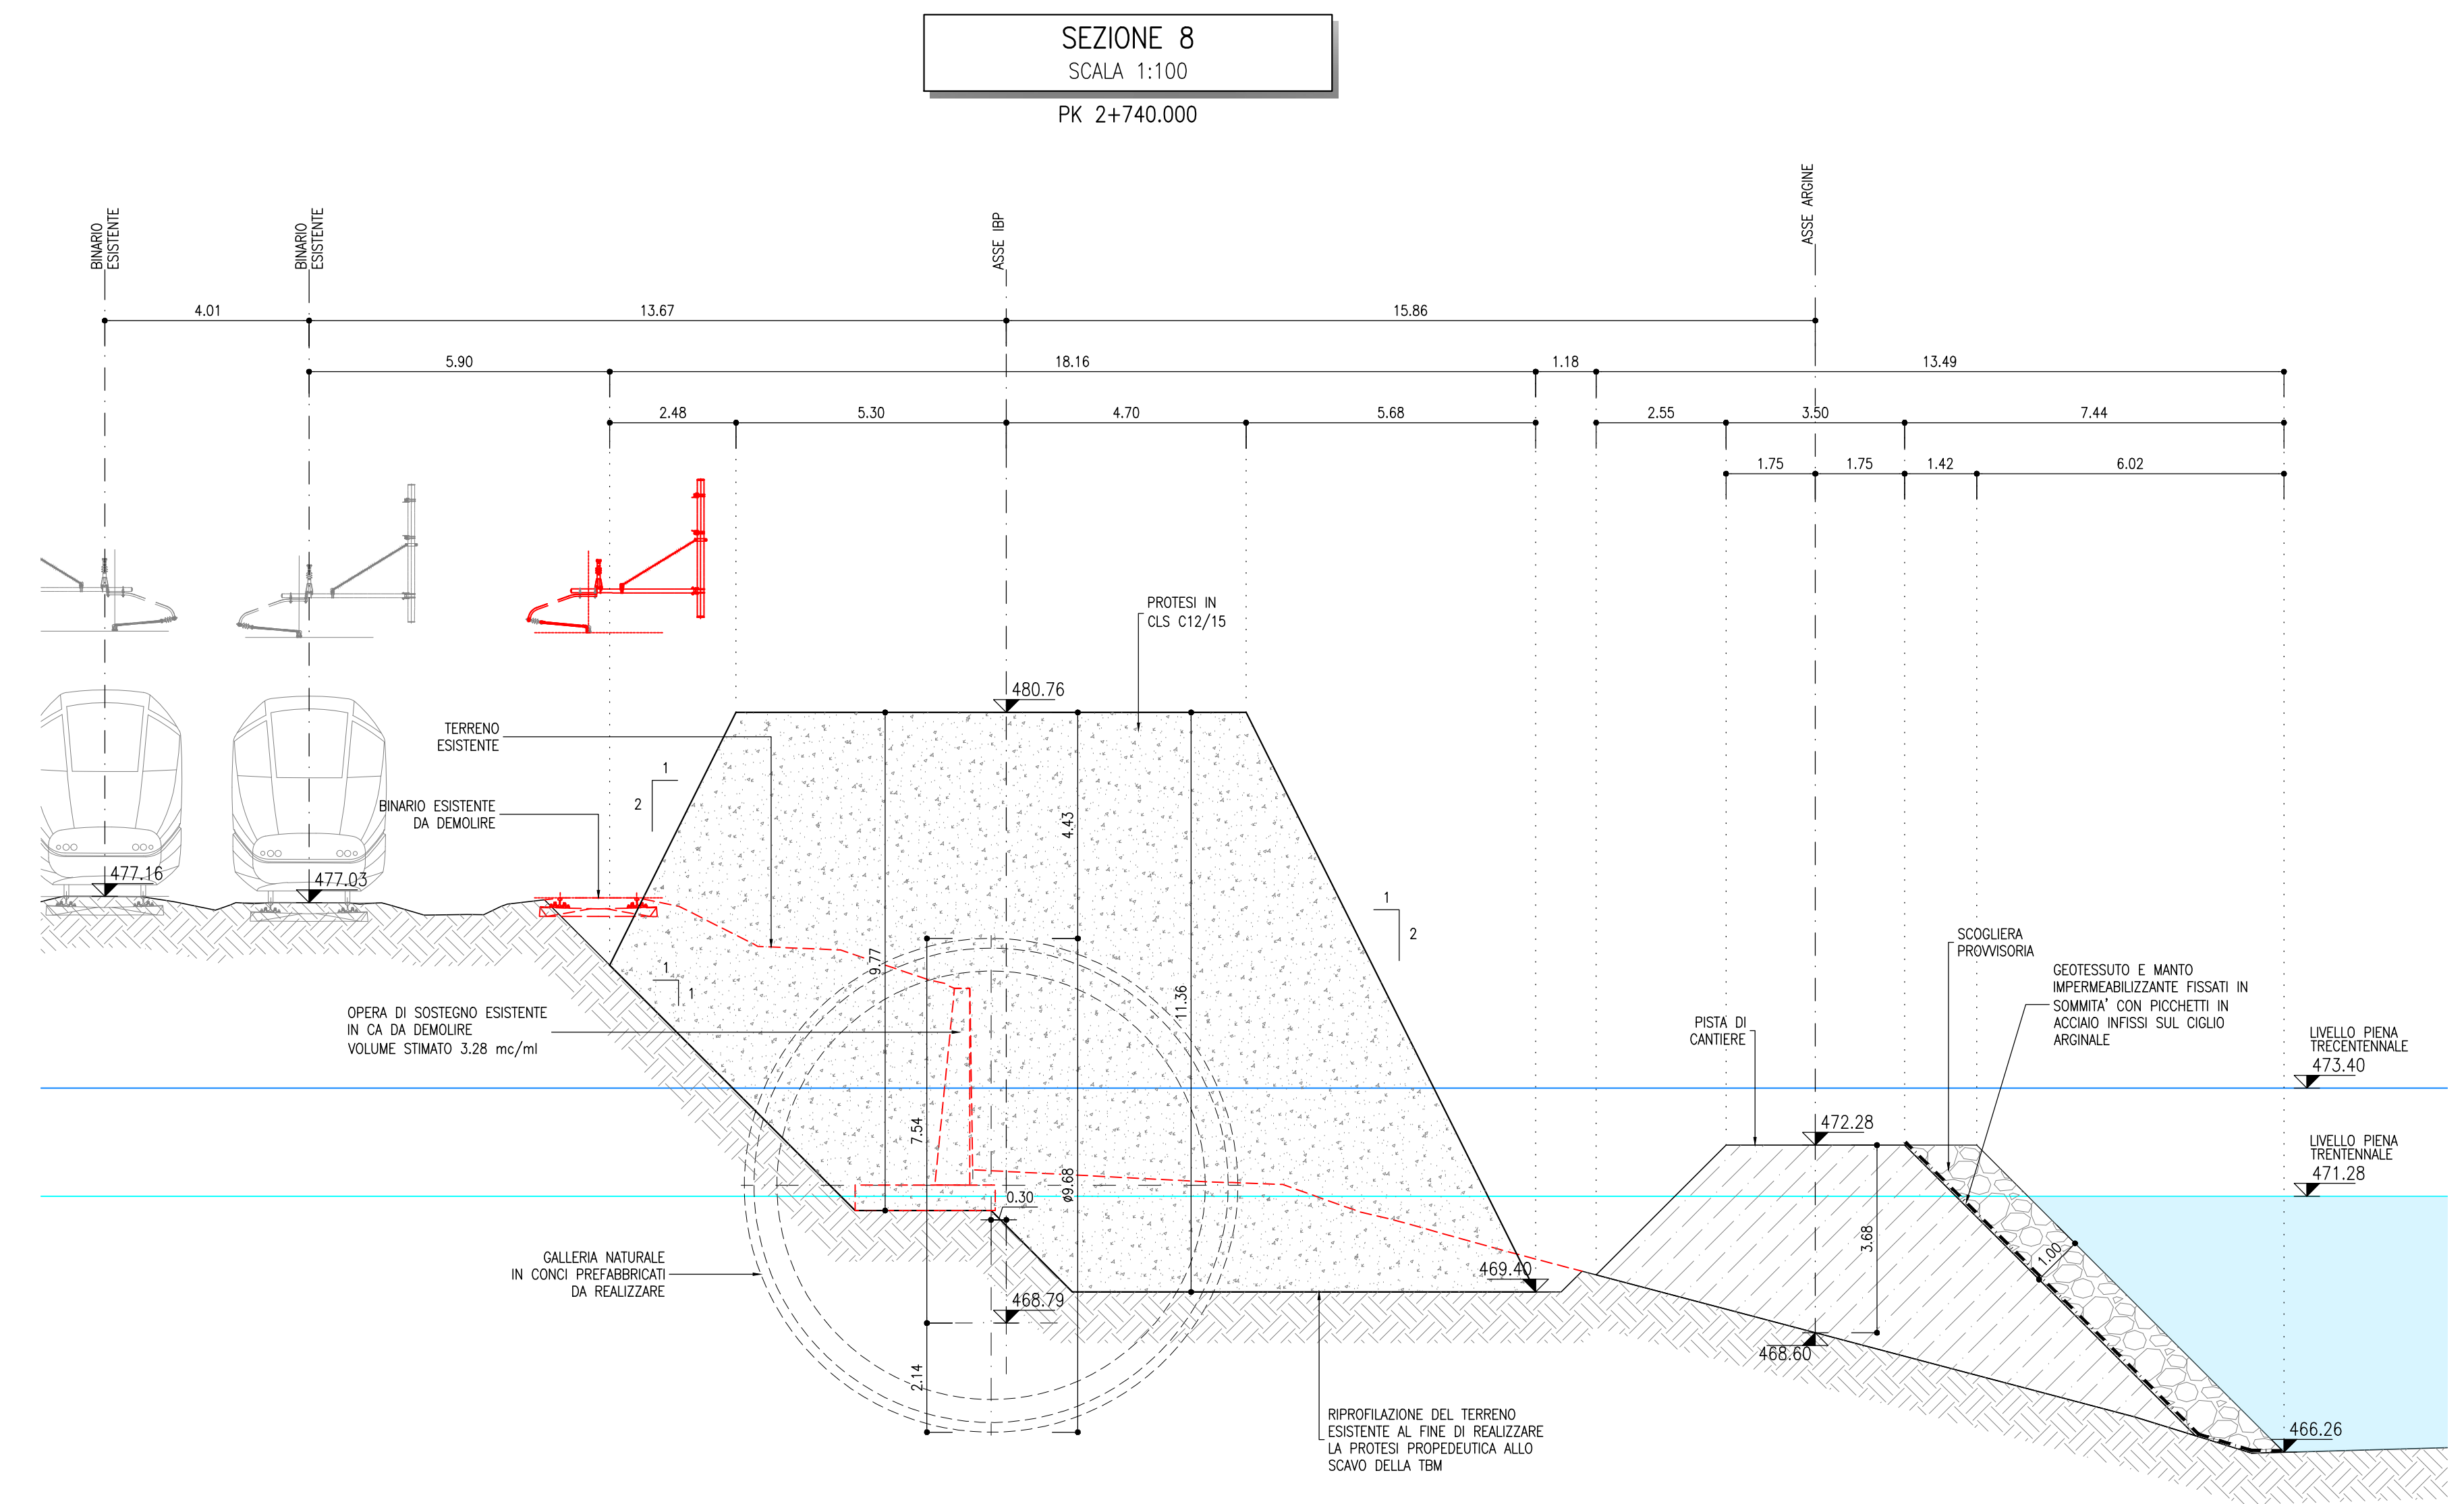 SEZIONE 8
SCALA 1:100
PK 2+740.000
BINARIO
ESISTENTE
BINARIO
ESISTENTE
ASSE IBP
ASSE ARGINE
4.01
13.67
15.86
5.90
18.16
1.18
13.49
2.48
5.30
4.70
5.68
2.55
3.50
7.44
1.75
1.75
1.42
6.02
PROTESI IN
CLS C12/15
480.76
TERRENO
ESISTENTE
1
2
BINARIO ESISTENTE
DA DEMOLIRE
4.43
477.16
477.03
1
2
9.77
1
1
11.36
SCOGLIERA
PROVVISORIA
GEOTESSUTO E MANTO
IMPERMEABILIZZANTE FISSATI IN
SOMMITA' CON PICCHETTI IN
ACCIAIO INFISSI SUL CIGLIO
ARGINALE
OPERA DI SOSTEGNO ESISTENTE
IN CA DA DEMOLIRE
VOLUME STIMATO 3.28 mc/ml
PISTA DI
CANTIERE
LIVELLO PIENA
TRECENTENNALE
473.40
7.54
472.28
LIVELLO PIENA
TRENTENNALE
471.28
ø9.68
0.30
3.68
1.00
GALLERIA NATURALE
IN CONCI PREFABBRICATI
DA REALIZZARE
469.40
468.79
468.60
2.14
RIPROFILAZIONE DEL TERRENO
ESISTENTE AL FINE DI REALIZZARE
LA PROTESI PROPEDEUTICA ALLO
SCAVO DELLA TBM
466.26